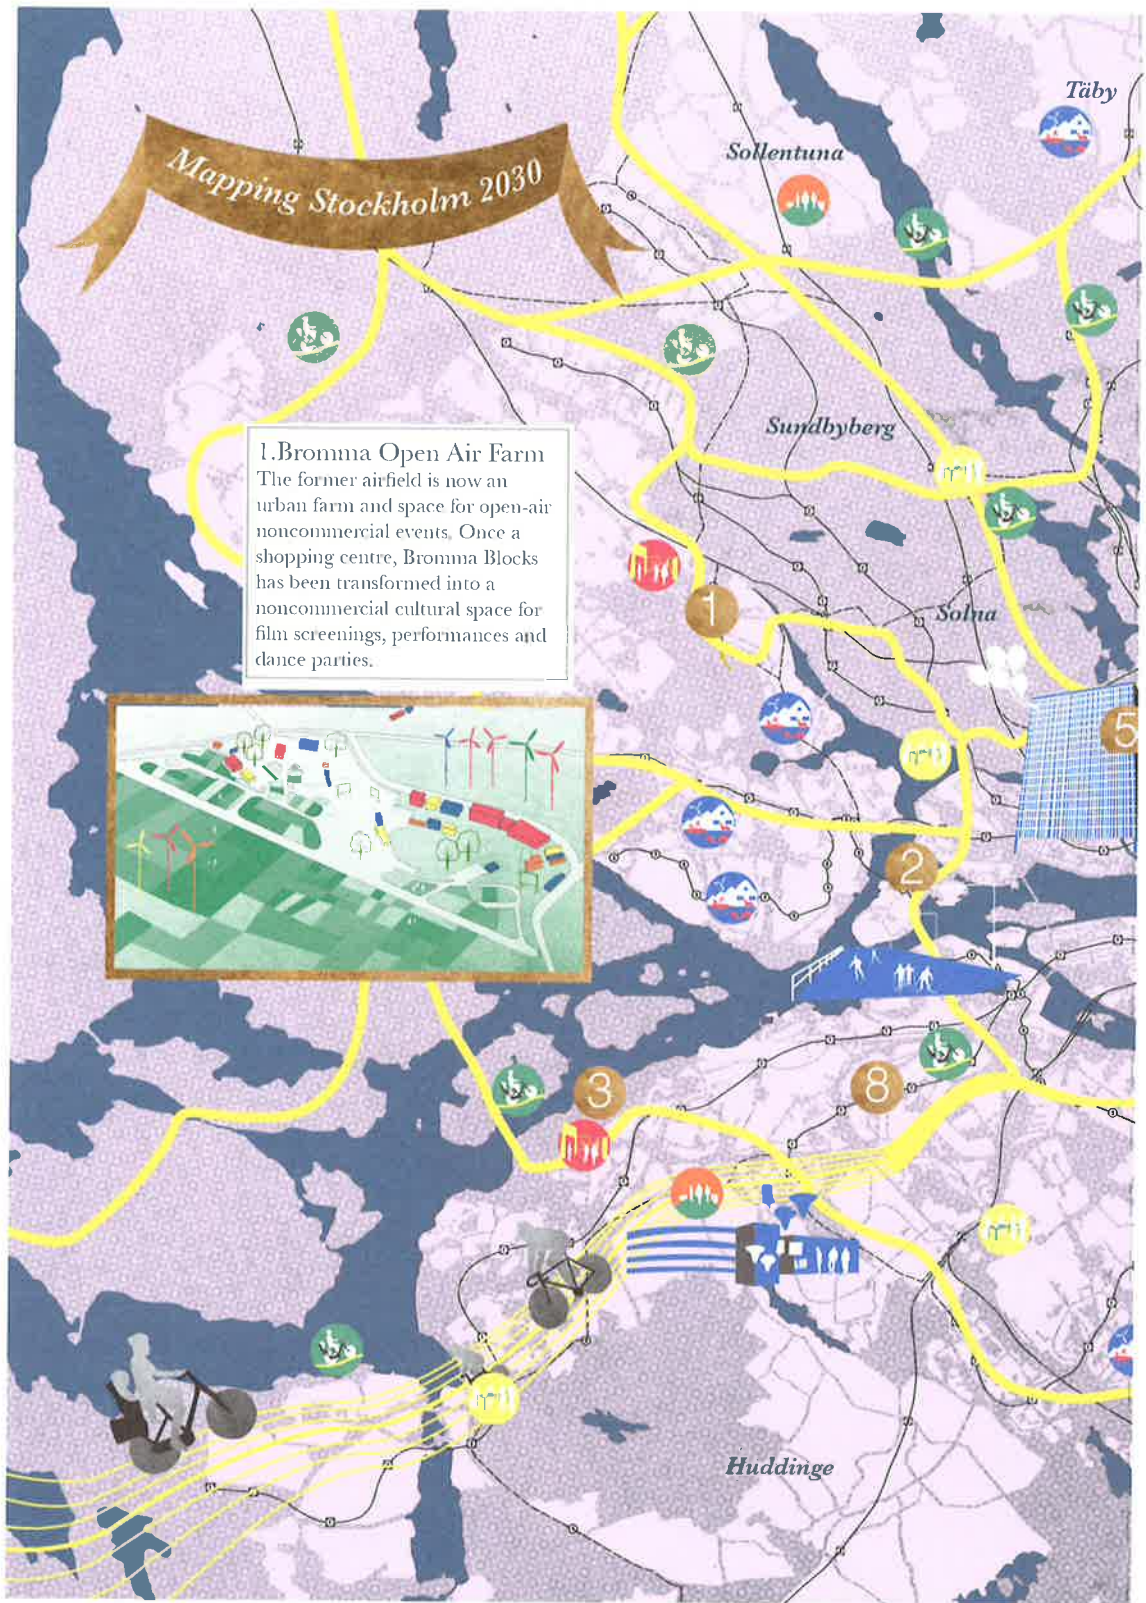 Täby
Sollentuna
Mapping Stockholm 2030
Sundbyberg
1.Bromma Open Air Farm
The former airfield is now an
urban farm and space for open-air
noncommercial events. Once a
shopping centre, Bromma Blocks
has been transformed into a
noncommercial cultural space for
film screenings, performances and
dance parties.
1
Solna
5
2
3
8
Huddinge